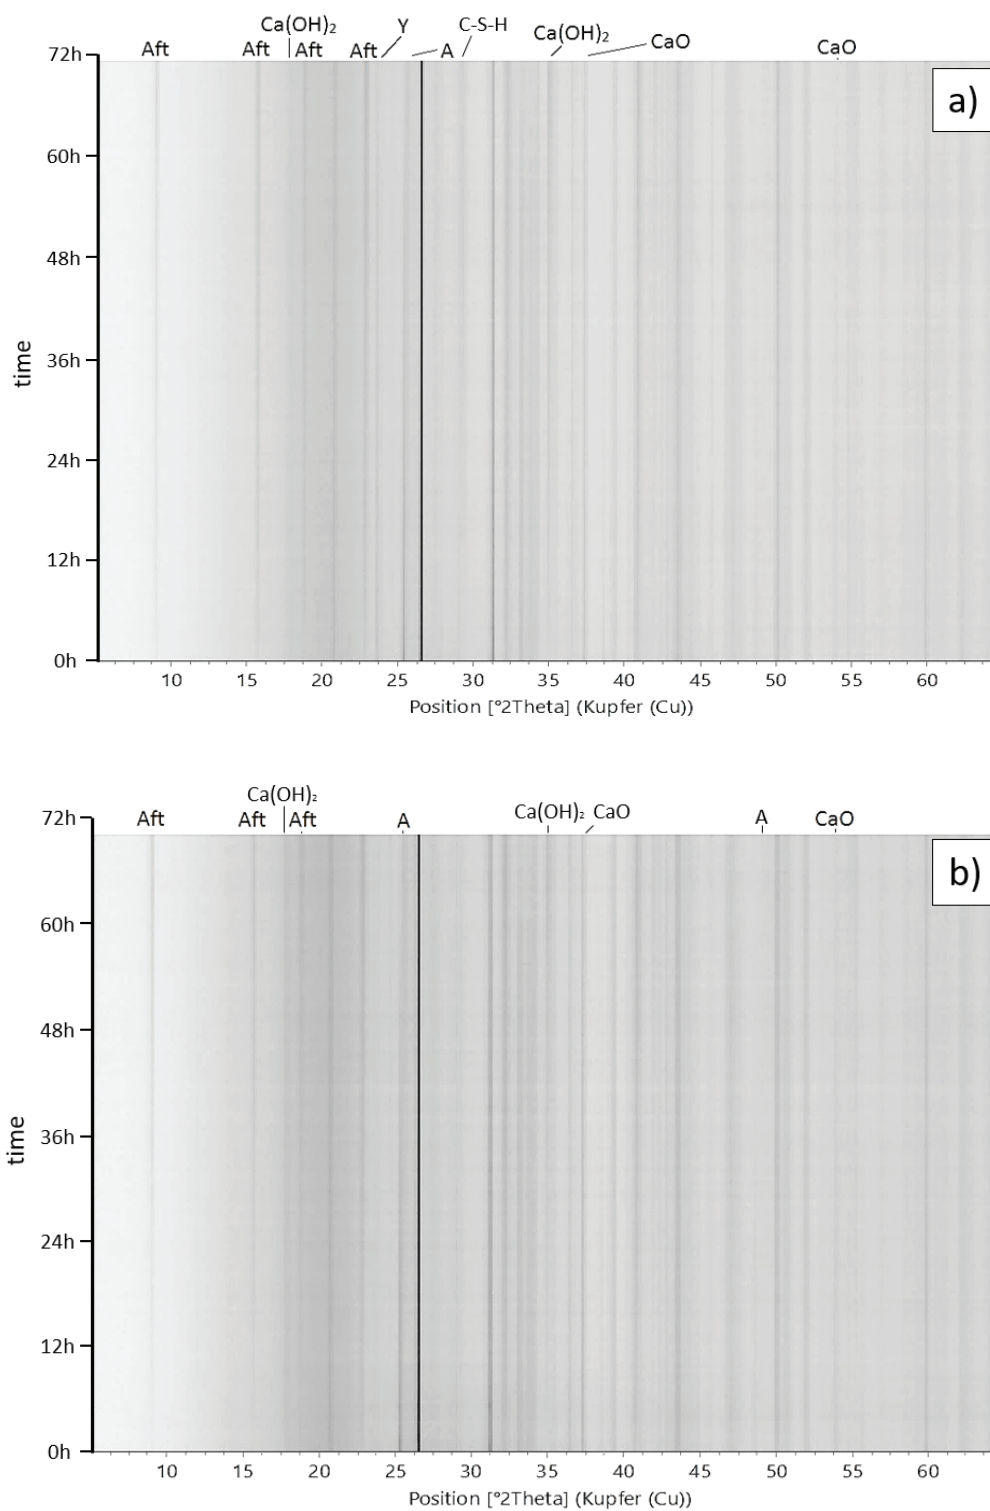 Ca(OH)₂ Y C-S-H Ca(OH)₂
Aft Aft Aft Aft A CaO CaO
72h
a)
60h
48h
36h
24h
12h
0h
time
10 15 20 25 30 35 40 45 50 55 60
Position [°2Theta] (Kupfer (Cu))
Ca(OH)₂
Aft Aft Aft A Ca(OH)₂ CaO A CaO
72h
b)
60h
48h
36h
24h
12h
0h
time
10 15 20 25 30 35 40 45 50 55 60
Position [°2Theta] (Kupfer (Cu))